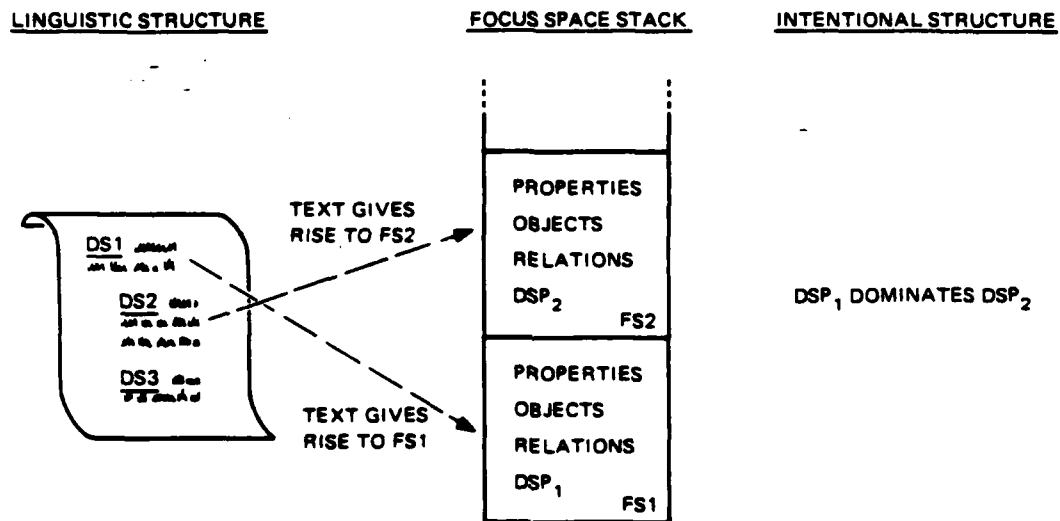 LINGUISTIC STRUCTURE
FOCUS SPACE STACK
INTENTIONAL STRUCTURE
DS1
DS2
DS3
TEXT GIVES
RISE TO FS2
TEXT GIVES
RISE TO FS1
PROPERTIES
OBJECTS
RELATIONS
DSP₂
FS2
PROPERTIES
OBJECTS
RELATIONS
DSP₁
FS1
DSP₁ DOMINATES DSP₂